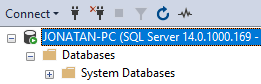 Connect
JONATAN-PC (SQL Server 14.0.1000.169 -
Databases
System Databases